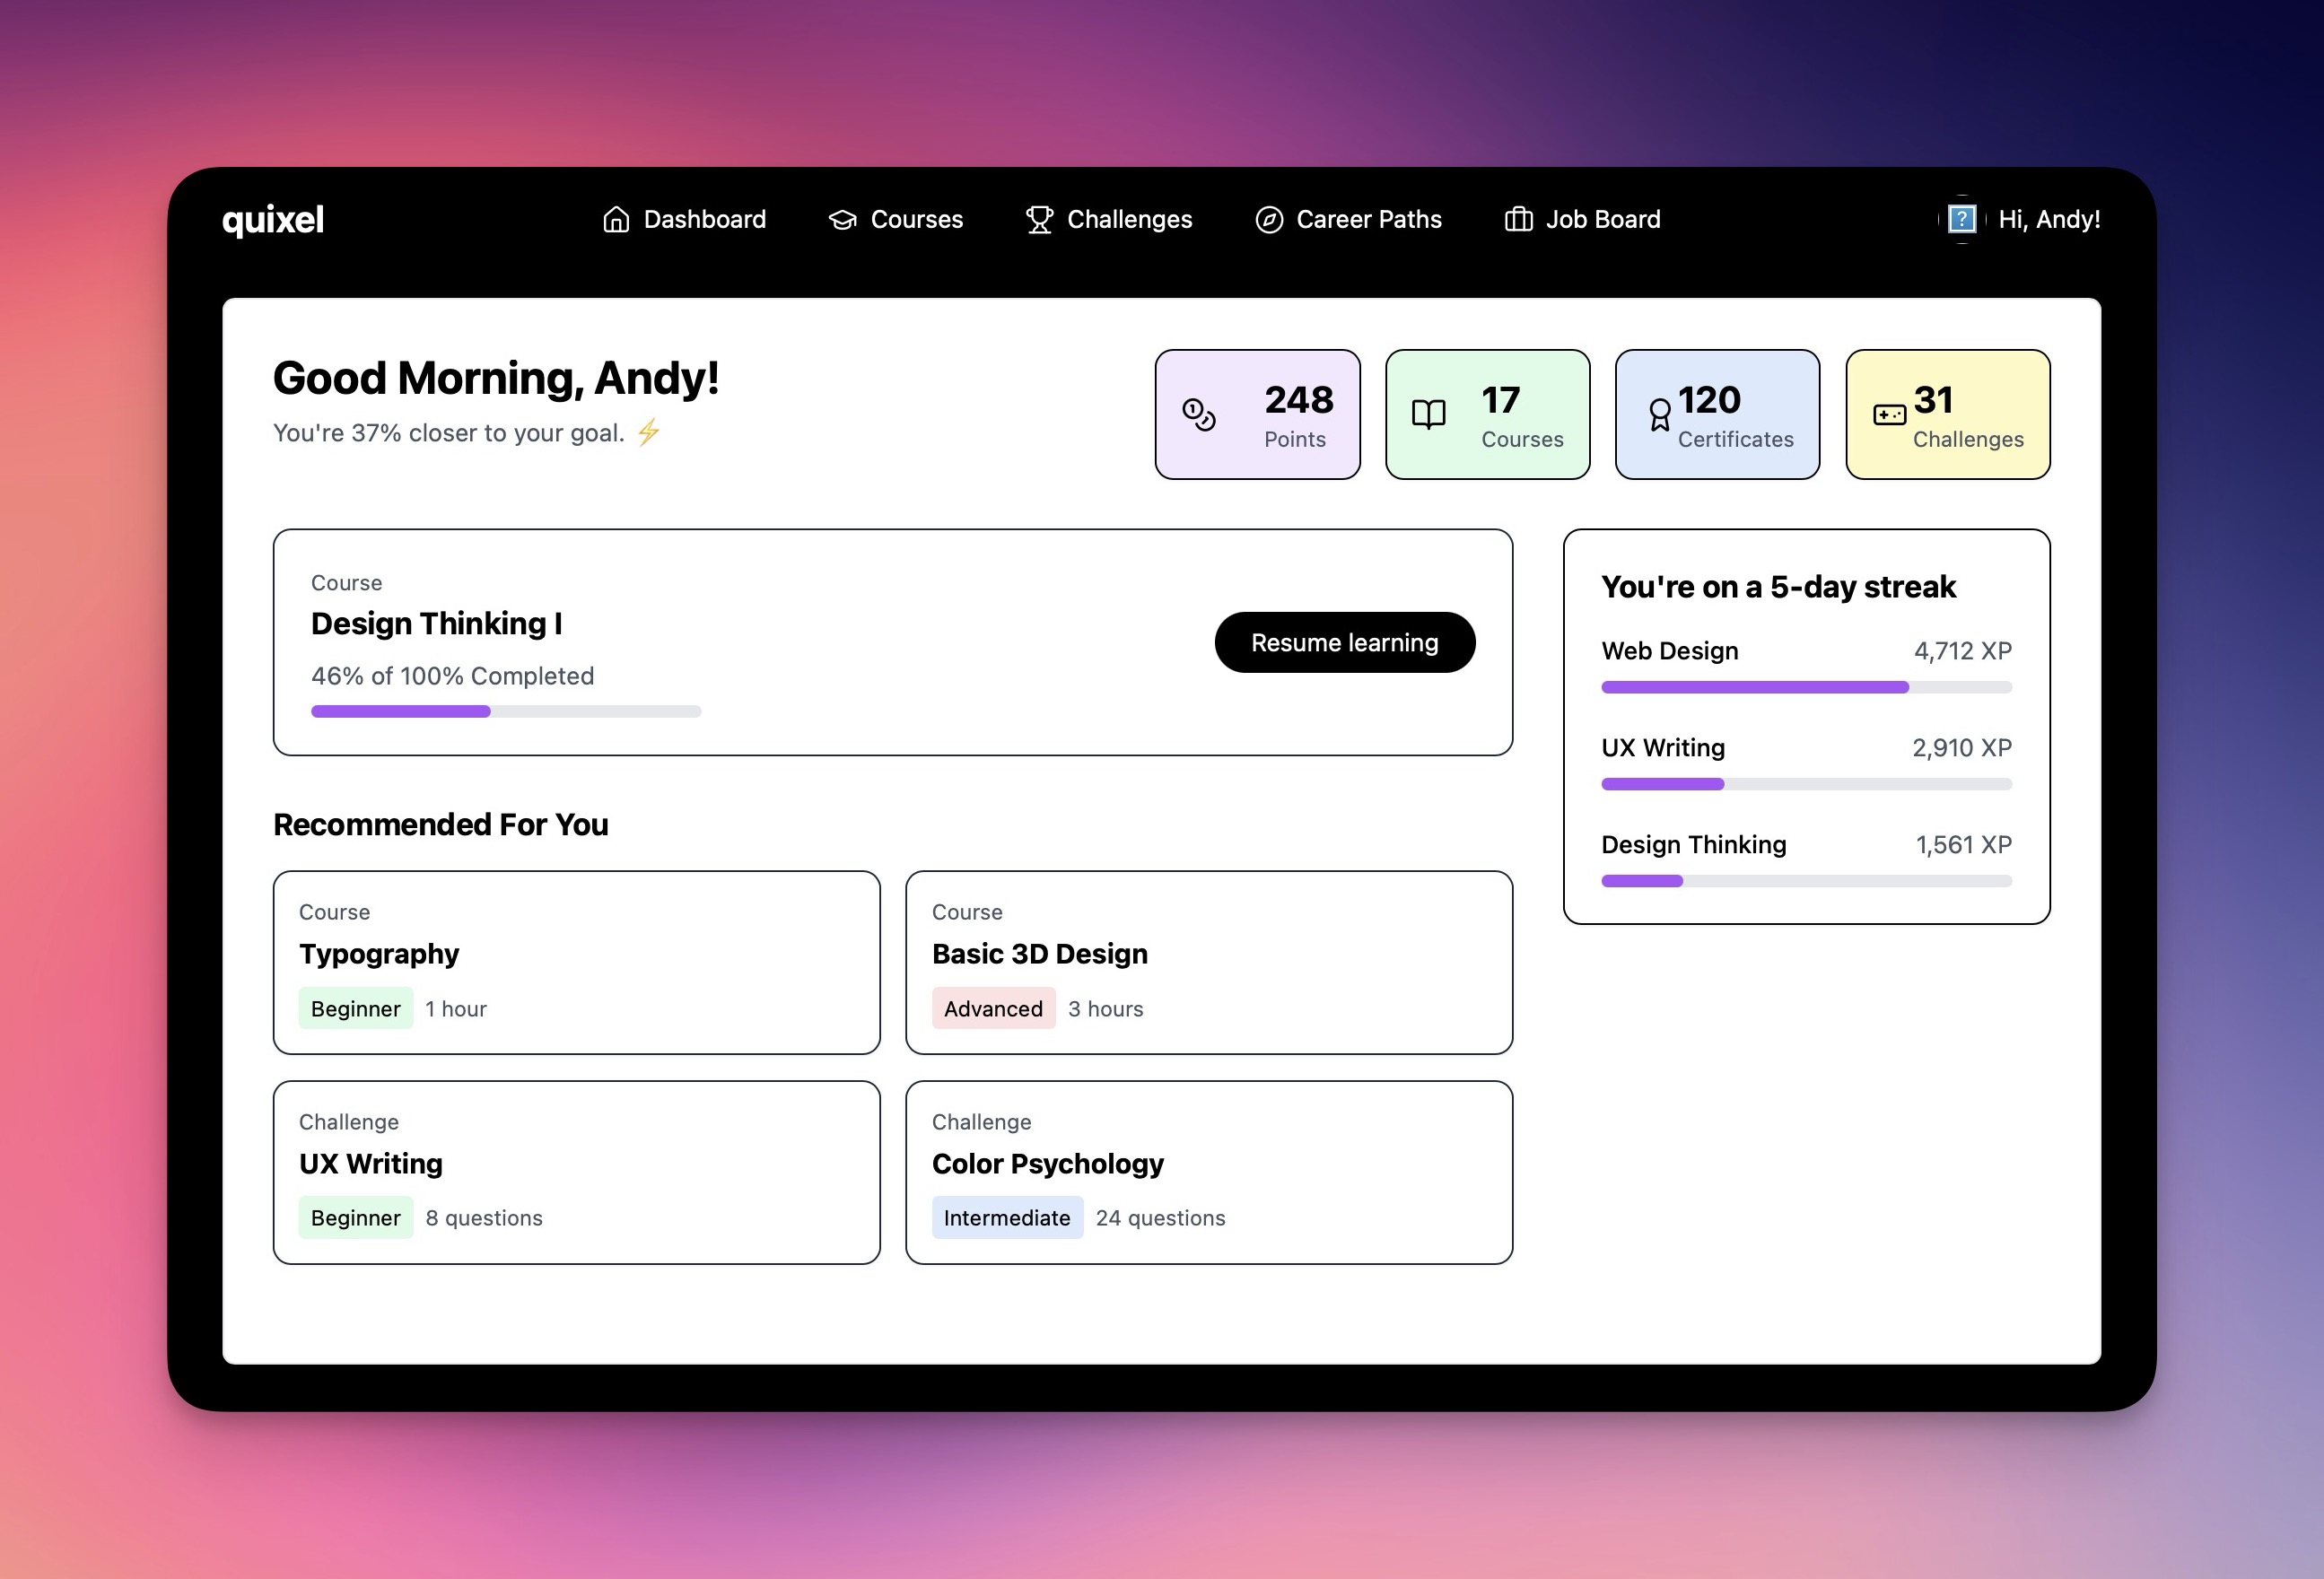 quixel
Dashboard
Courses
Challenges
Career Paths
Job Board
Hi, Andy!
Good Morning, Andy!
You're 37% closer to your goal. ⚡
248
Points
17
Courses
120
Certificates
31
Challenges
Course
Design Thinking I
46% of 100% Completed
Resume learning
You're on a 5-day streak
Web Design 4,712 XP
UX Writing 2,910 XP
Design Thinking 1,561 XP
Recommended For You
Course
Typography
Beginner 1 hour
Course
Basic 3D Design
Advanced 3 hours
Challenge
UX Writing
Beginner 8 questions
Challenge
Color Psychology
Intermediate 24 questions